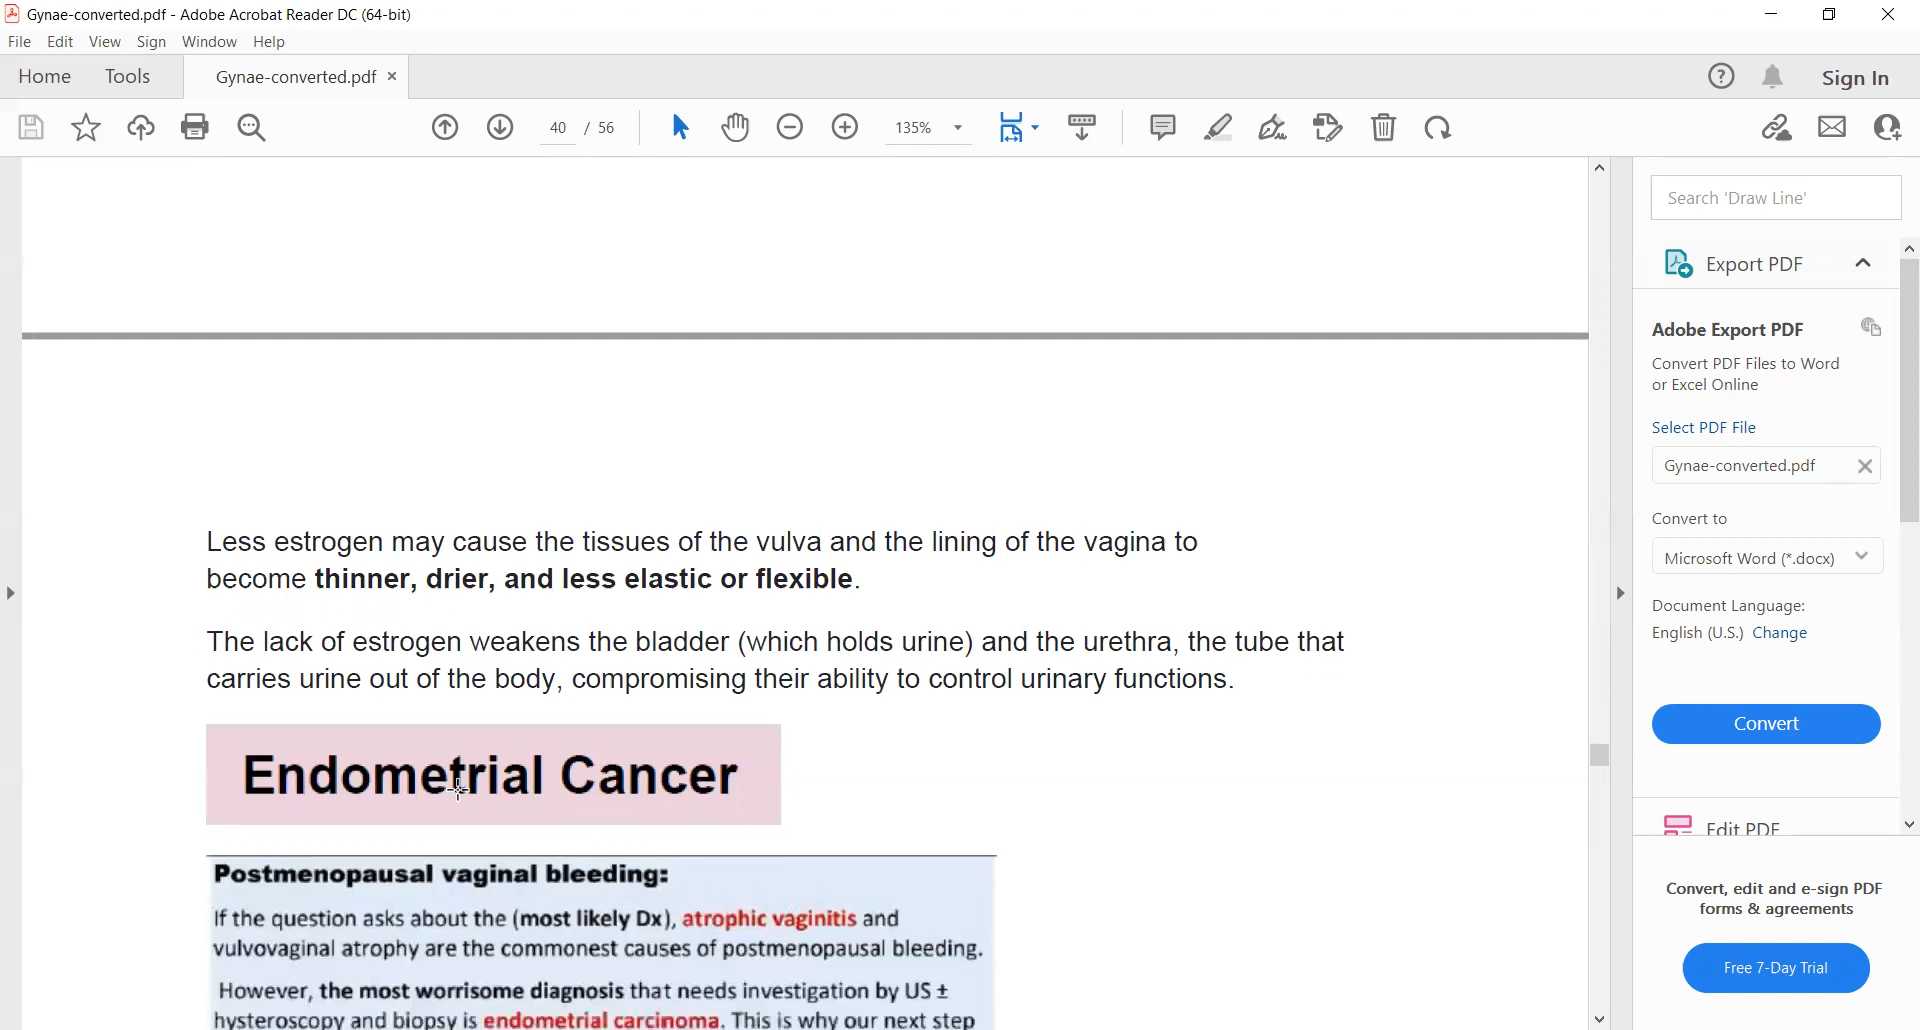 Gynae-converted.pdf - Adobe Acrobat Reader DC (64-bit)
File Edit View Sign Window Help
Home Tools Gynae-converted.pdf × Sign In
40 / 56 135%
Less estrogen may cause the tissues of the vulva and the lining of the vagina to
become thinner, drier, and less elastic or flexible.
The lack of estrogen weakens the bladder (which holds urine) and the urethra, the tube that
carries urine out of the body, compromising their ability to control urinary functions.
Endometrial Cancer
Postmenopausal vaginal bleeding:
If the question asks about the (most likely Dx), atrophic vaginitis and
vulvovaginal atrophy are the commonest causes of postmenopausal bleeding.
However, the most worrisome diagnosis that needs investigation by US ±
hysteroscopy and biopsy is endometrial carcinoma. This is why our next step
Search 'Draw Line'
Export PDF
Adobe Export PDF
Convert PDF Files to Word
or Excel Online
Select PDF File
Gynae-converted.pdf
Convert to
Microsoft Word (*.docx)
Document Language:
English (U.S.) Change
Convert
Edit PDF
Convert, edit and e-sign PDF
forms & agreements
Free 7-Day Trial